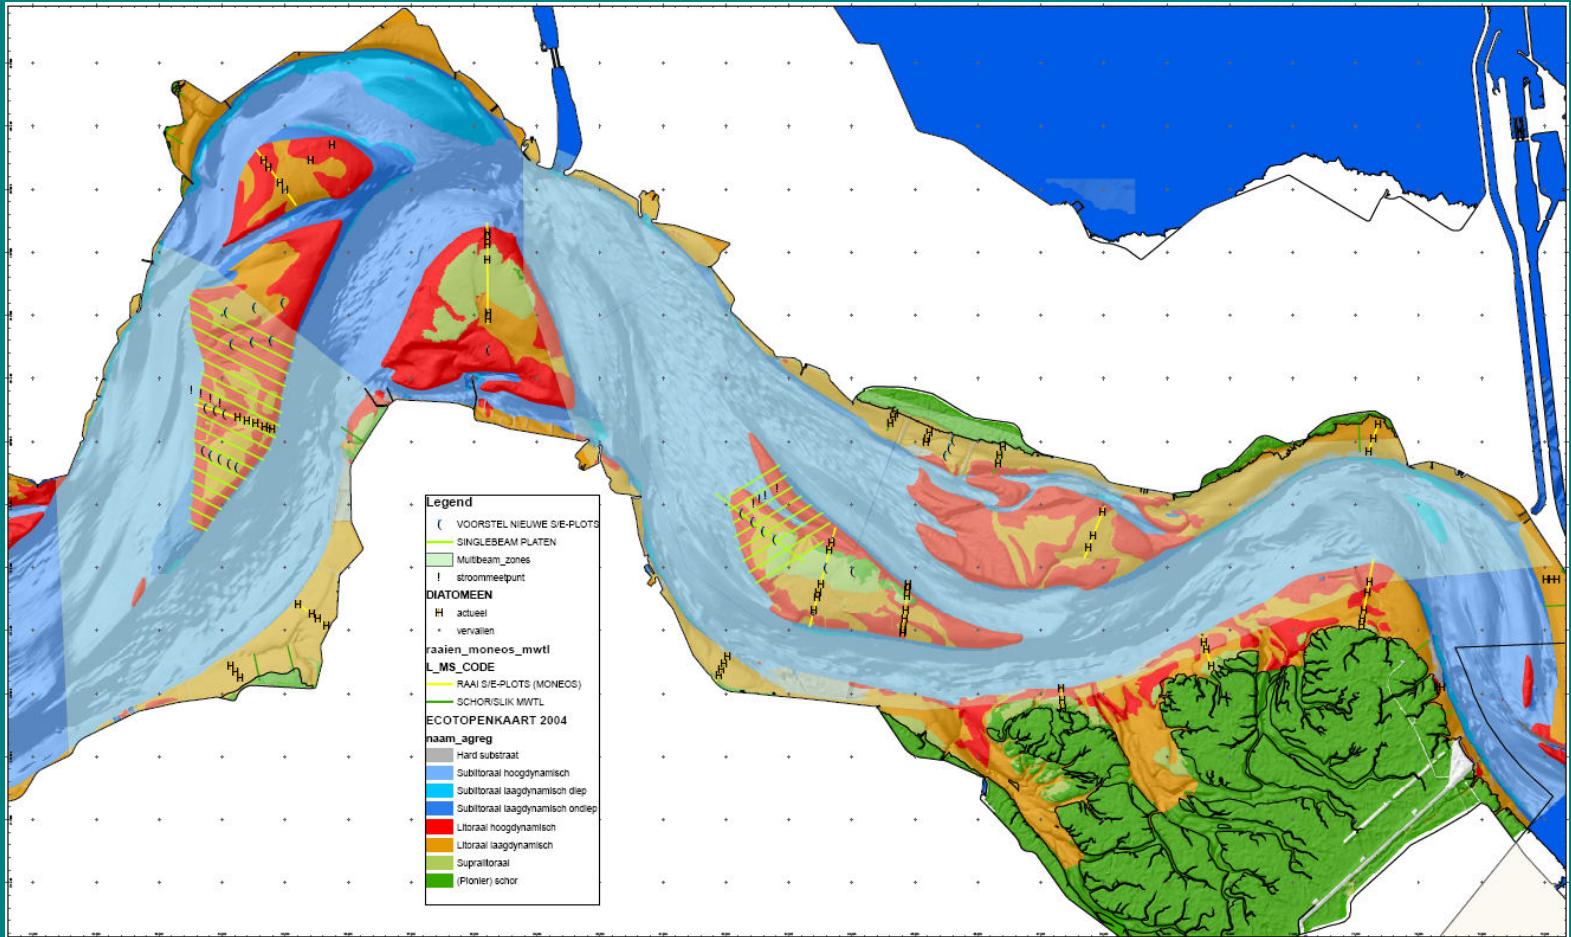 Legend
VOORSTEL NIEUWE S/E-PLOTS
SINGLEBEAM PLATEN
Multibeam_zones
! stroommeetpunt
DIATOMEEN
H actueel
vervallen
raaien_moneos_mwtl
L_MS_CODE
RAAI S/E-PLOTS (MONEOS)
SCHOR/SLIK MWTL
ECOTOPENKAART 2004
naam_agreg
Hard substraat
Sublitoraal hoogdynamisch
Sublitoraal laagdynamisch diep
Sublitoraal laagdynamisch ondiep
Litoraal hoogdynamisch
Litoraal laagdynamisch
Supralitoraal
(Pionier) schor